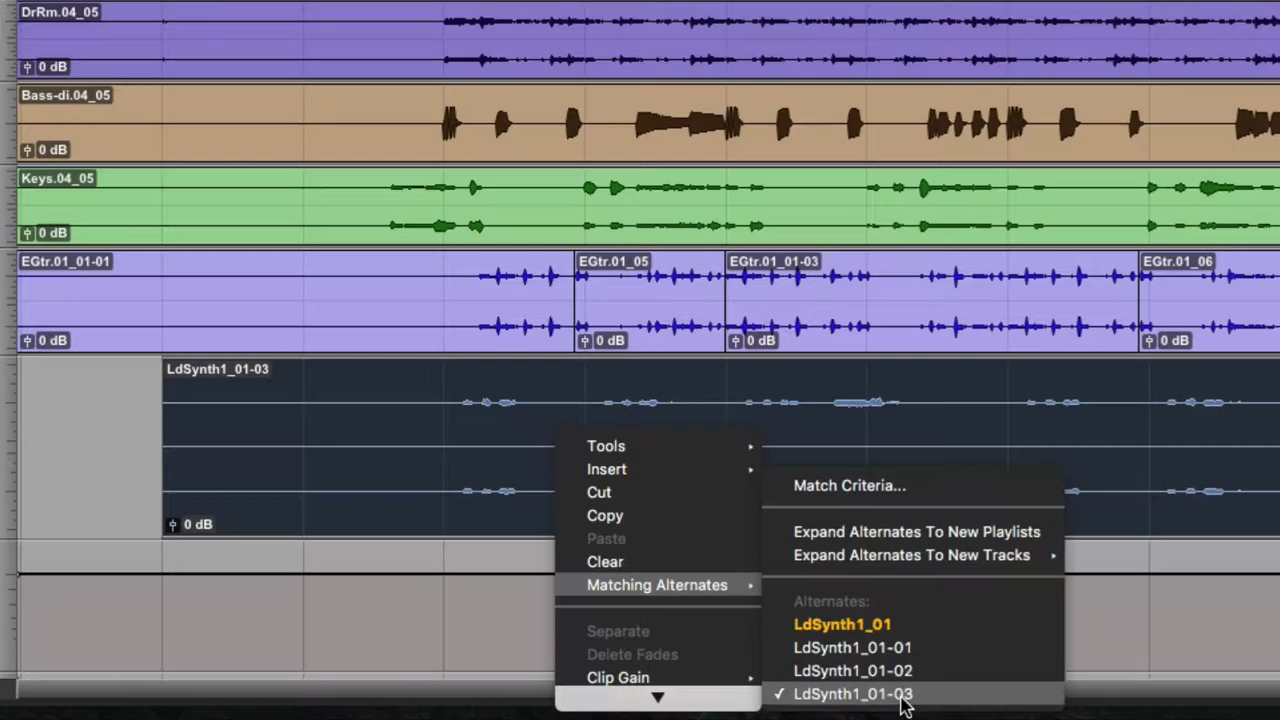 DrRm.04_05
0 dB
Bass-di.04_05
0 dB
Keys.04_05
0 dB
EGtr.01_01-01
EGtr.01_05
EGtr.01_01-03
EGtr.01_06
0 dB
0 dB
0 dB
0 dB
LdSynth1_01-03
0 dB
Tools
Insert
Cut
Copy
Paste
Clear
Matching Alternates
Separate
Delete Fades
Clip Gain
Match Criteria...
Expand Alternates To New Playlists
Expand Alternates To New Tracks
Alternates:
LdSynth1_01
LdSynth1_01-01
LdSynth1_01-02
✓ LdSynth1_01-03